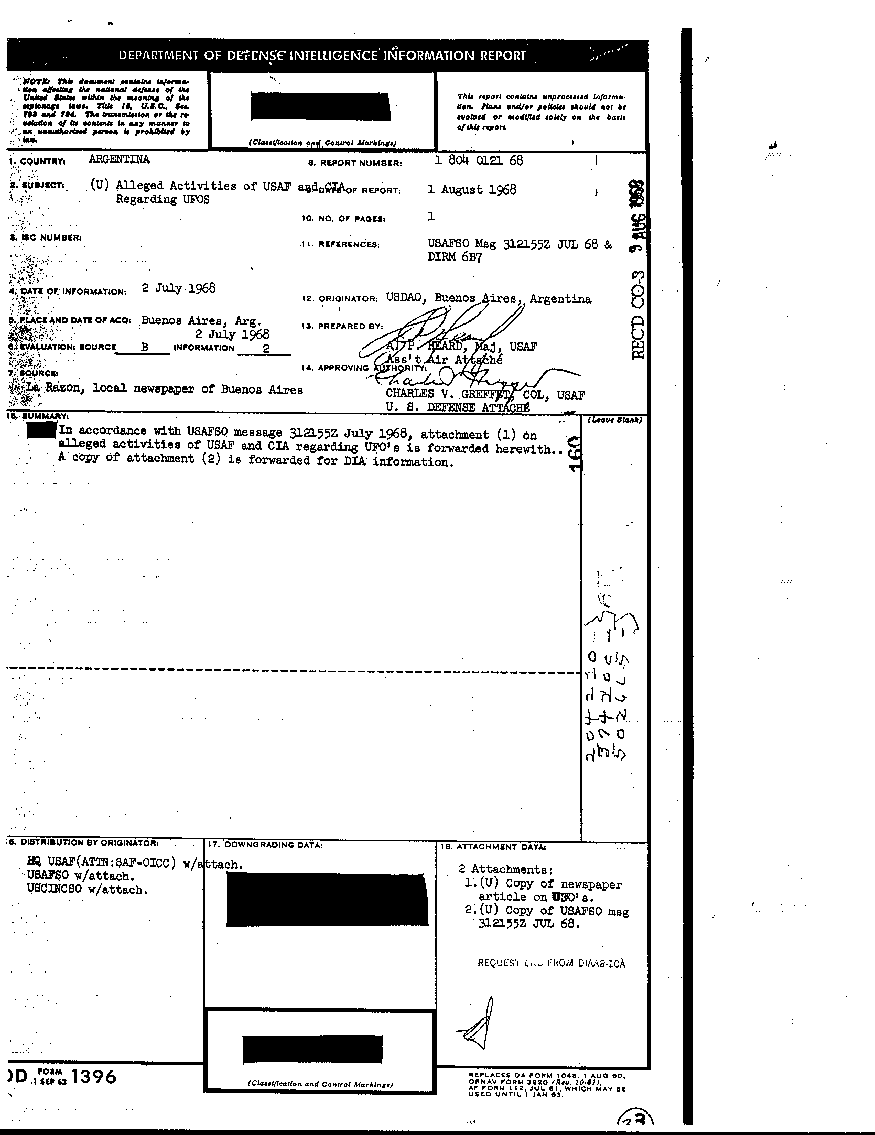 DEPARTMENT OF DEFENSE INTELLIGENCE INFORMATION REPORT
NOTE: This document contains informa-
tion affecting the national defense of the
United States within the meaning of the
espionage laws. Title 18, U.S.C., Sec.
793 and 794. The transmission or the re-
velation of its contents in any manner to
an unauthorized person is prohibited by
law.
(Classification and Control Markings)
This report contains unprocessed informa-
tion. Plans and/or policies should not be
evolved or modified solely on the basis
of this report.
1. COUNTRY: ARGENTINA
8. REPORT NUMBER: 1 804 0121 68
2. SUBJECT: (U) Alleged Activities of USAF and CIA
Regarding UFOS
OF REPORT: 1 August 1968
10. NO. OF PAGES: 1
3. ISC NUMBER:
11. REFERENCES: USAFSO Msg 312155Z JUL 68 &
DIRM 6B7
4. DATE OF INFORMATION: 2 July 1968
12. ORIGINATOR: USDAO, Buenos Aires, Argentina
5. PLACE AND DATE OF ACQ: Buenos Aires, Arg.
2 July 1968
13. PREPARED BY:
HEARD, Maj, USAF
Ass't Air Attaché
6. EVALUATION: SOURCE B INFORMATION 2
7. SOURCE:
La Razon, local newspaper of Buenos Aires
14. APPROVING AUTHORITY:
CHARLES V. GREFFET, COL, USAF
U. S. DEFENSE ATTACHÉ
RECD CO-3 9 AUG 1968
15. SUMMARY:
(Leave Blank)
In accordance with USAFSO message 312155Z July 1968, attachment (1) on
alleged activities of USAF and CIA regarding UFO's is forwarded herewith..
A copy of attachment (2) is forwarded for DIA information.
160
6. DISTRIBUTION BY ORIGINATOR:
HQ USAF(ATTN:SAF-OICC) w/attach.
USAFSO w/attach.
USCINCSO w/attach.
17. DOWNGRADING DATA:
18. ATTACHMENT DATA:
2 Attachments:
1.(U) Copy of newspaper
article on UFO's.
2.(U) Copy of USAFSO msg
312155Z JUL 68.
REQUEST FROM DIAAS-2CA
(Classification and Control Markings)
DD FORM 1 SEP 62 1396
REPLACES DA FORM 1048, 1 AUG 60,
OPNAV FORM 3820 (Rev. 10-61),
AF FORM 112, JUL 61, WHICH MAY BE
USED UNTIL 1 JAN 63.
23